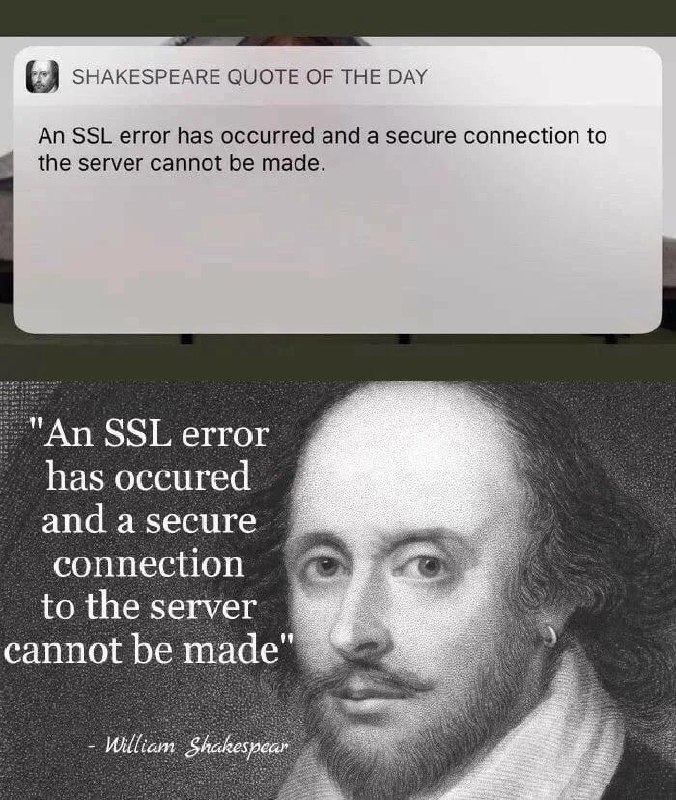 SHAKESPEARE QUOTE OF THE DAY
An SSL error has occurred and a secure connection to
the server cannot be made.
"An SSL error
has occured
and a secure
connection
to the server
cannot be made"
- William Shakespear